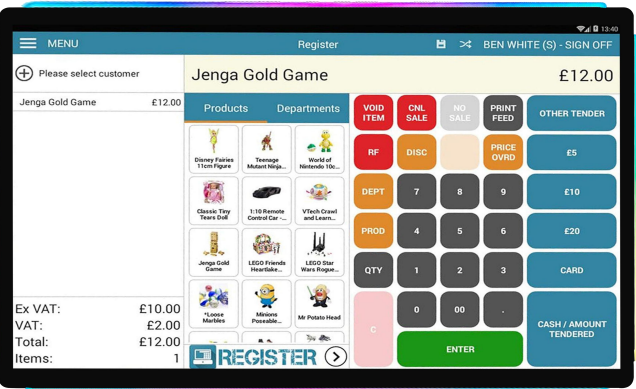 13:40
MENU
Register
BEN WHITE (S) - SIGN OFF
Please select customer
Jenga Gold Game £12.00
Jenga Gold Game £12.00
Products Departments
Disney Fairies
11cm Figure
Teenage
Mutant Ninja...
World of
Nintendo 10c...
Classic Tiny
Tears Doll
1:10 Remote
Control Car -...
VTech Crawl
and Learn...
Jenga Gold
Game
LEGO Friends
Heartlake...
LEGO Star
Wars Rogue...
*Loose
Marbles
Minions
Poseable...
Mr Potato Head
REGISTER
VOID
ITEM
CNL
SALE
NO
SALE
PRINT
FEED
OTHER TENDER
RF
DISC
PRICE
OVRD
£5
DEPT
7
8
9
£10
PROD
4
5
6
£20
QTY
1
2
3
CARD
C
0
00
.
CASH / AMOUNT
TENDERED
ENTER
Ex VAT: £10.00
VAT: £2.00
Total: £12.00
Items: 1